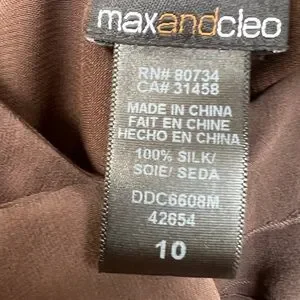 maxandcleo
RN# 80734
CA# 31458
MADE IN CHINA
FAIT EN CHINE
HECHO EN CHINA
100% SILK/
SOIE/ SEDA
DDC6608M
42654
10